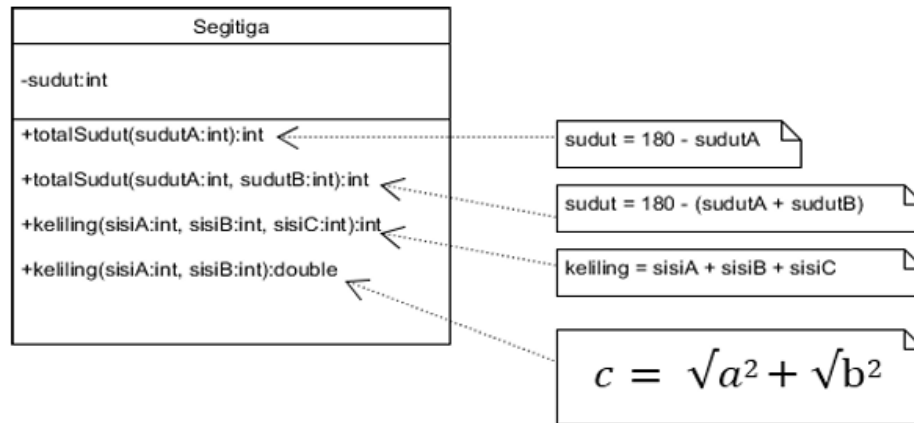 Segitiga
-sudut:int
+totalSudut(sudutA:int):int
+totalSudut(sudutA:int, sudutB:int):int
+keliling(sisiA:int, sisiB:int, sisiC:int):int
+keliling(sisiA:int, sisiB:int):double
sudut = 180 - sudutA
sudut = 180 - (sudutA + sudutB)
keliling = sisiA + sisiB + sisiC
c = √a² + √b²